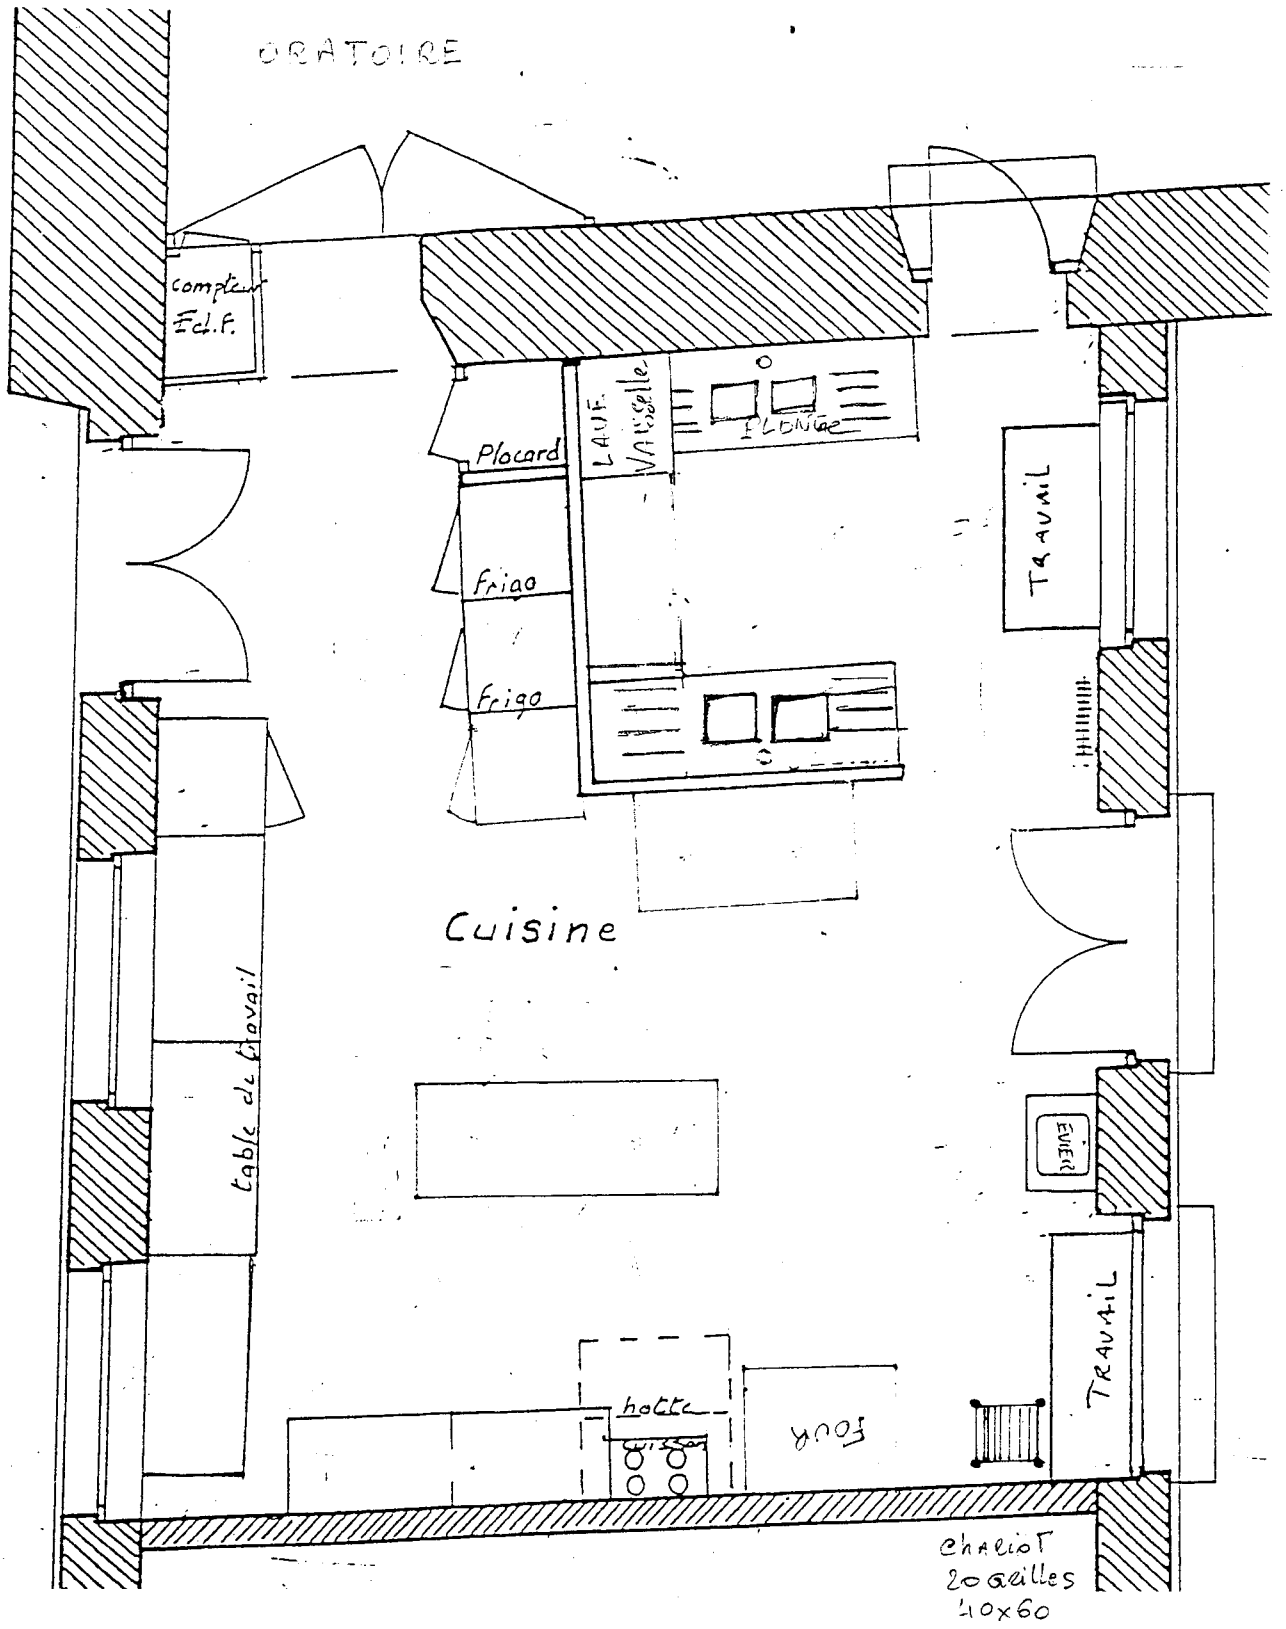 ORATOIRE
compteur
E.d.F.
Placard
LAVE
VAISSELLE
PLONGE
TRAVAIL
frigo
frigo
Cuisine
table de travail
EVIER
TRAVAIL
hotte
cuisson
FOUR
CHARIOT
20 GRILLES
40x60